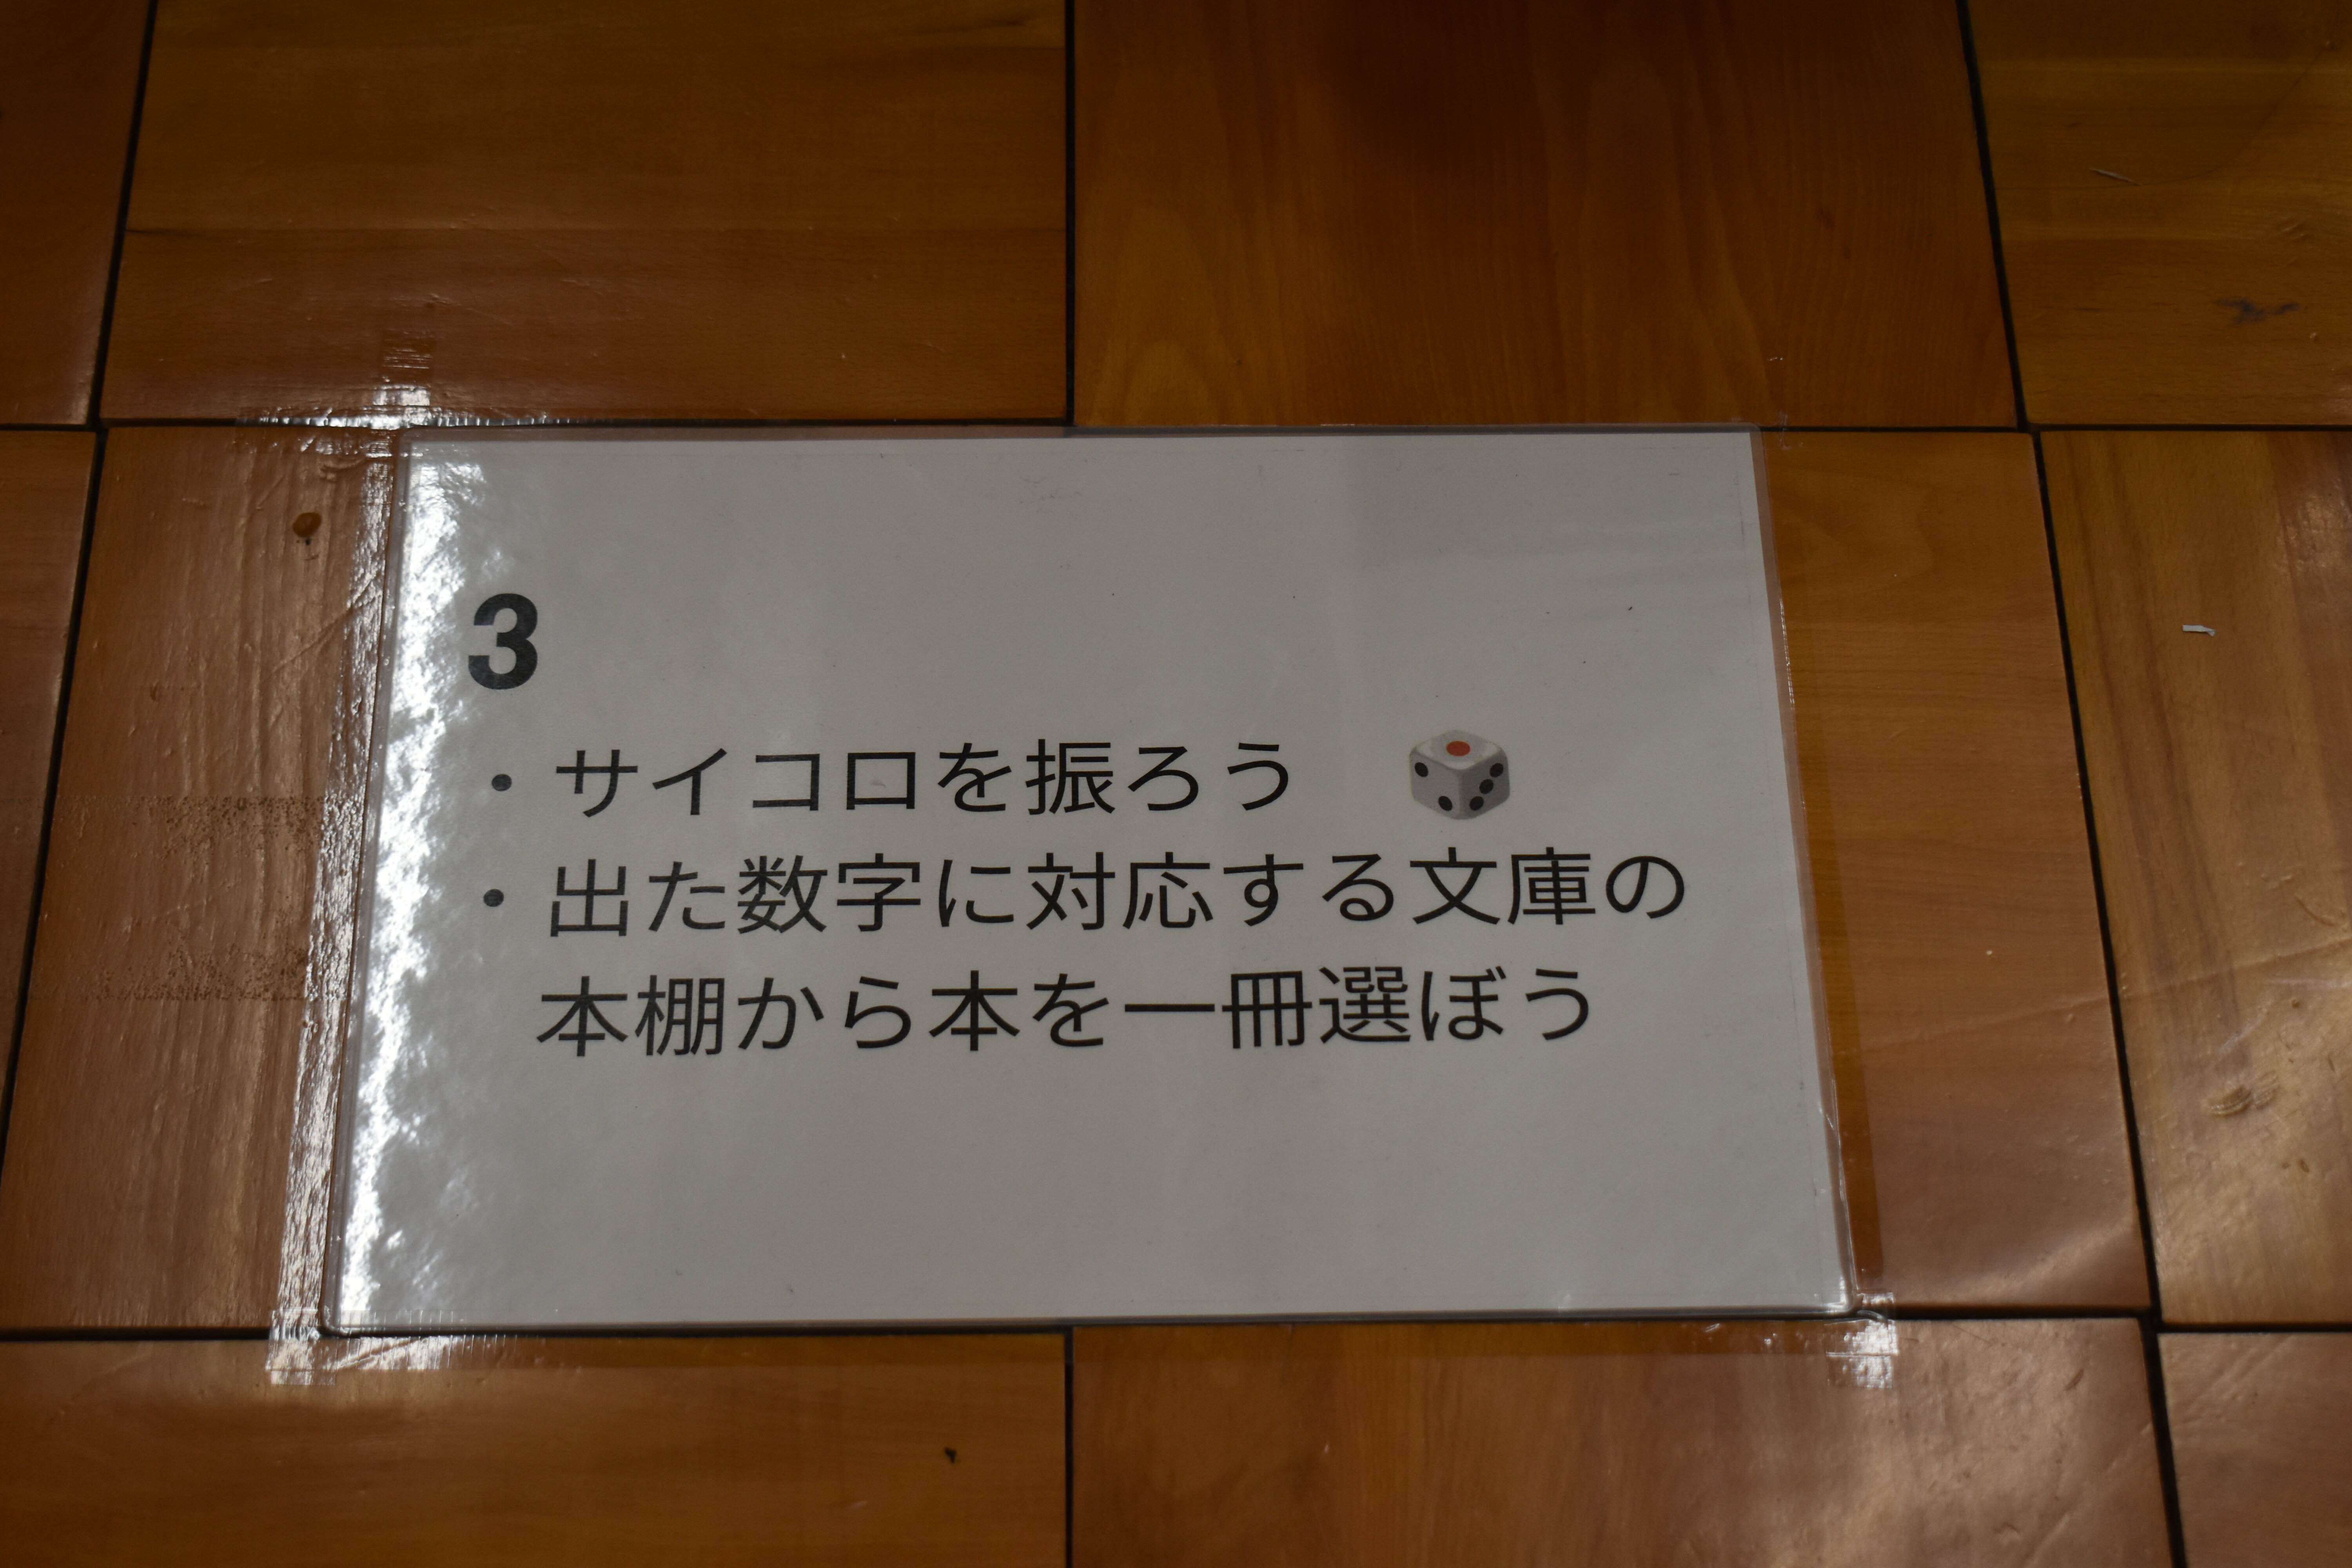 3
・サイコロを振ろう 🎲
・出た数字に対応する文庫の
本棚から本を一冊選ぼう